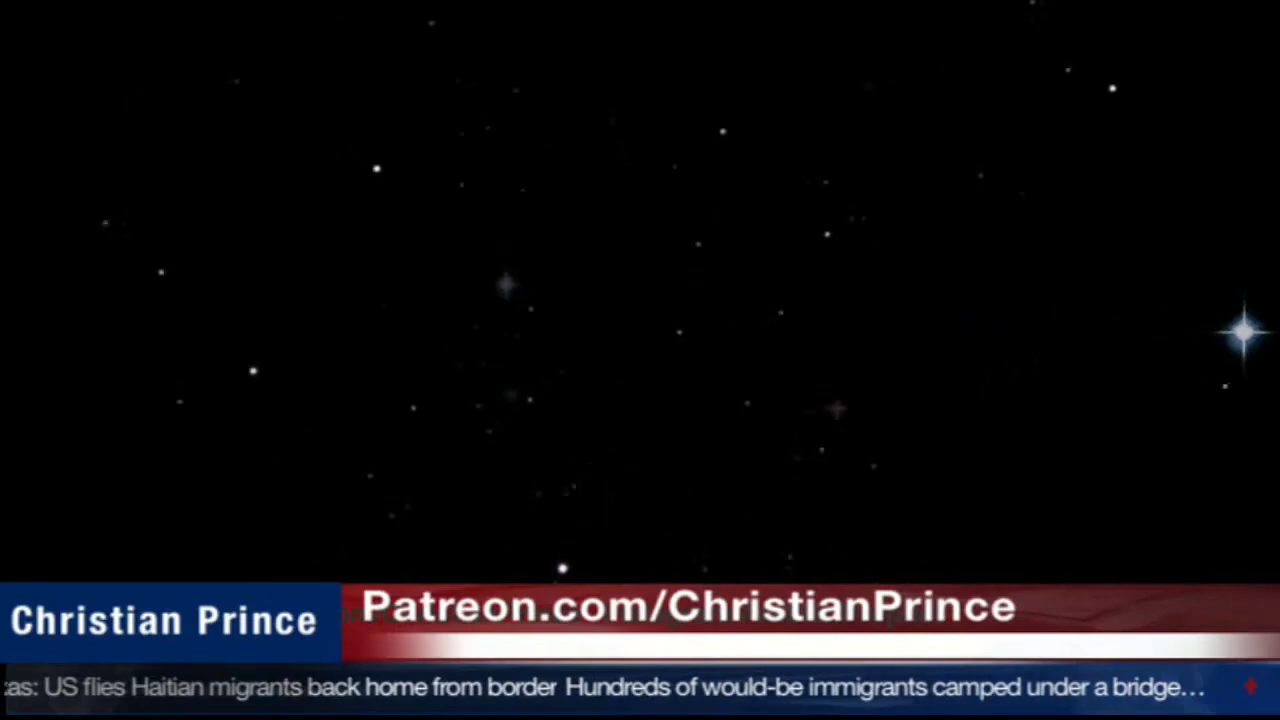 Christian Prince
Patreon.com/ChristianPrince
as: US flies Haitian migrants back home from border Hundreds of would-be immigrants camped under a bridge...